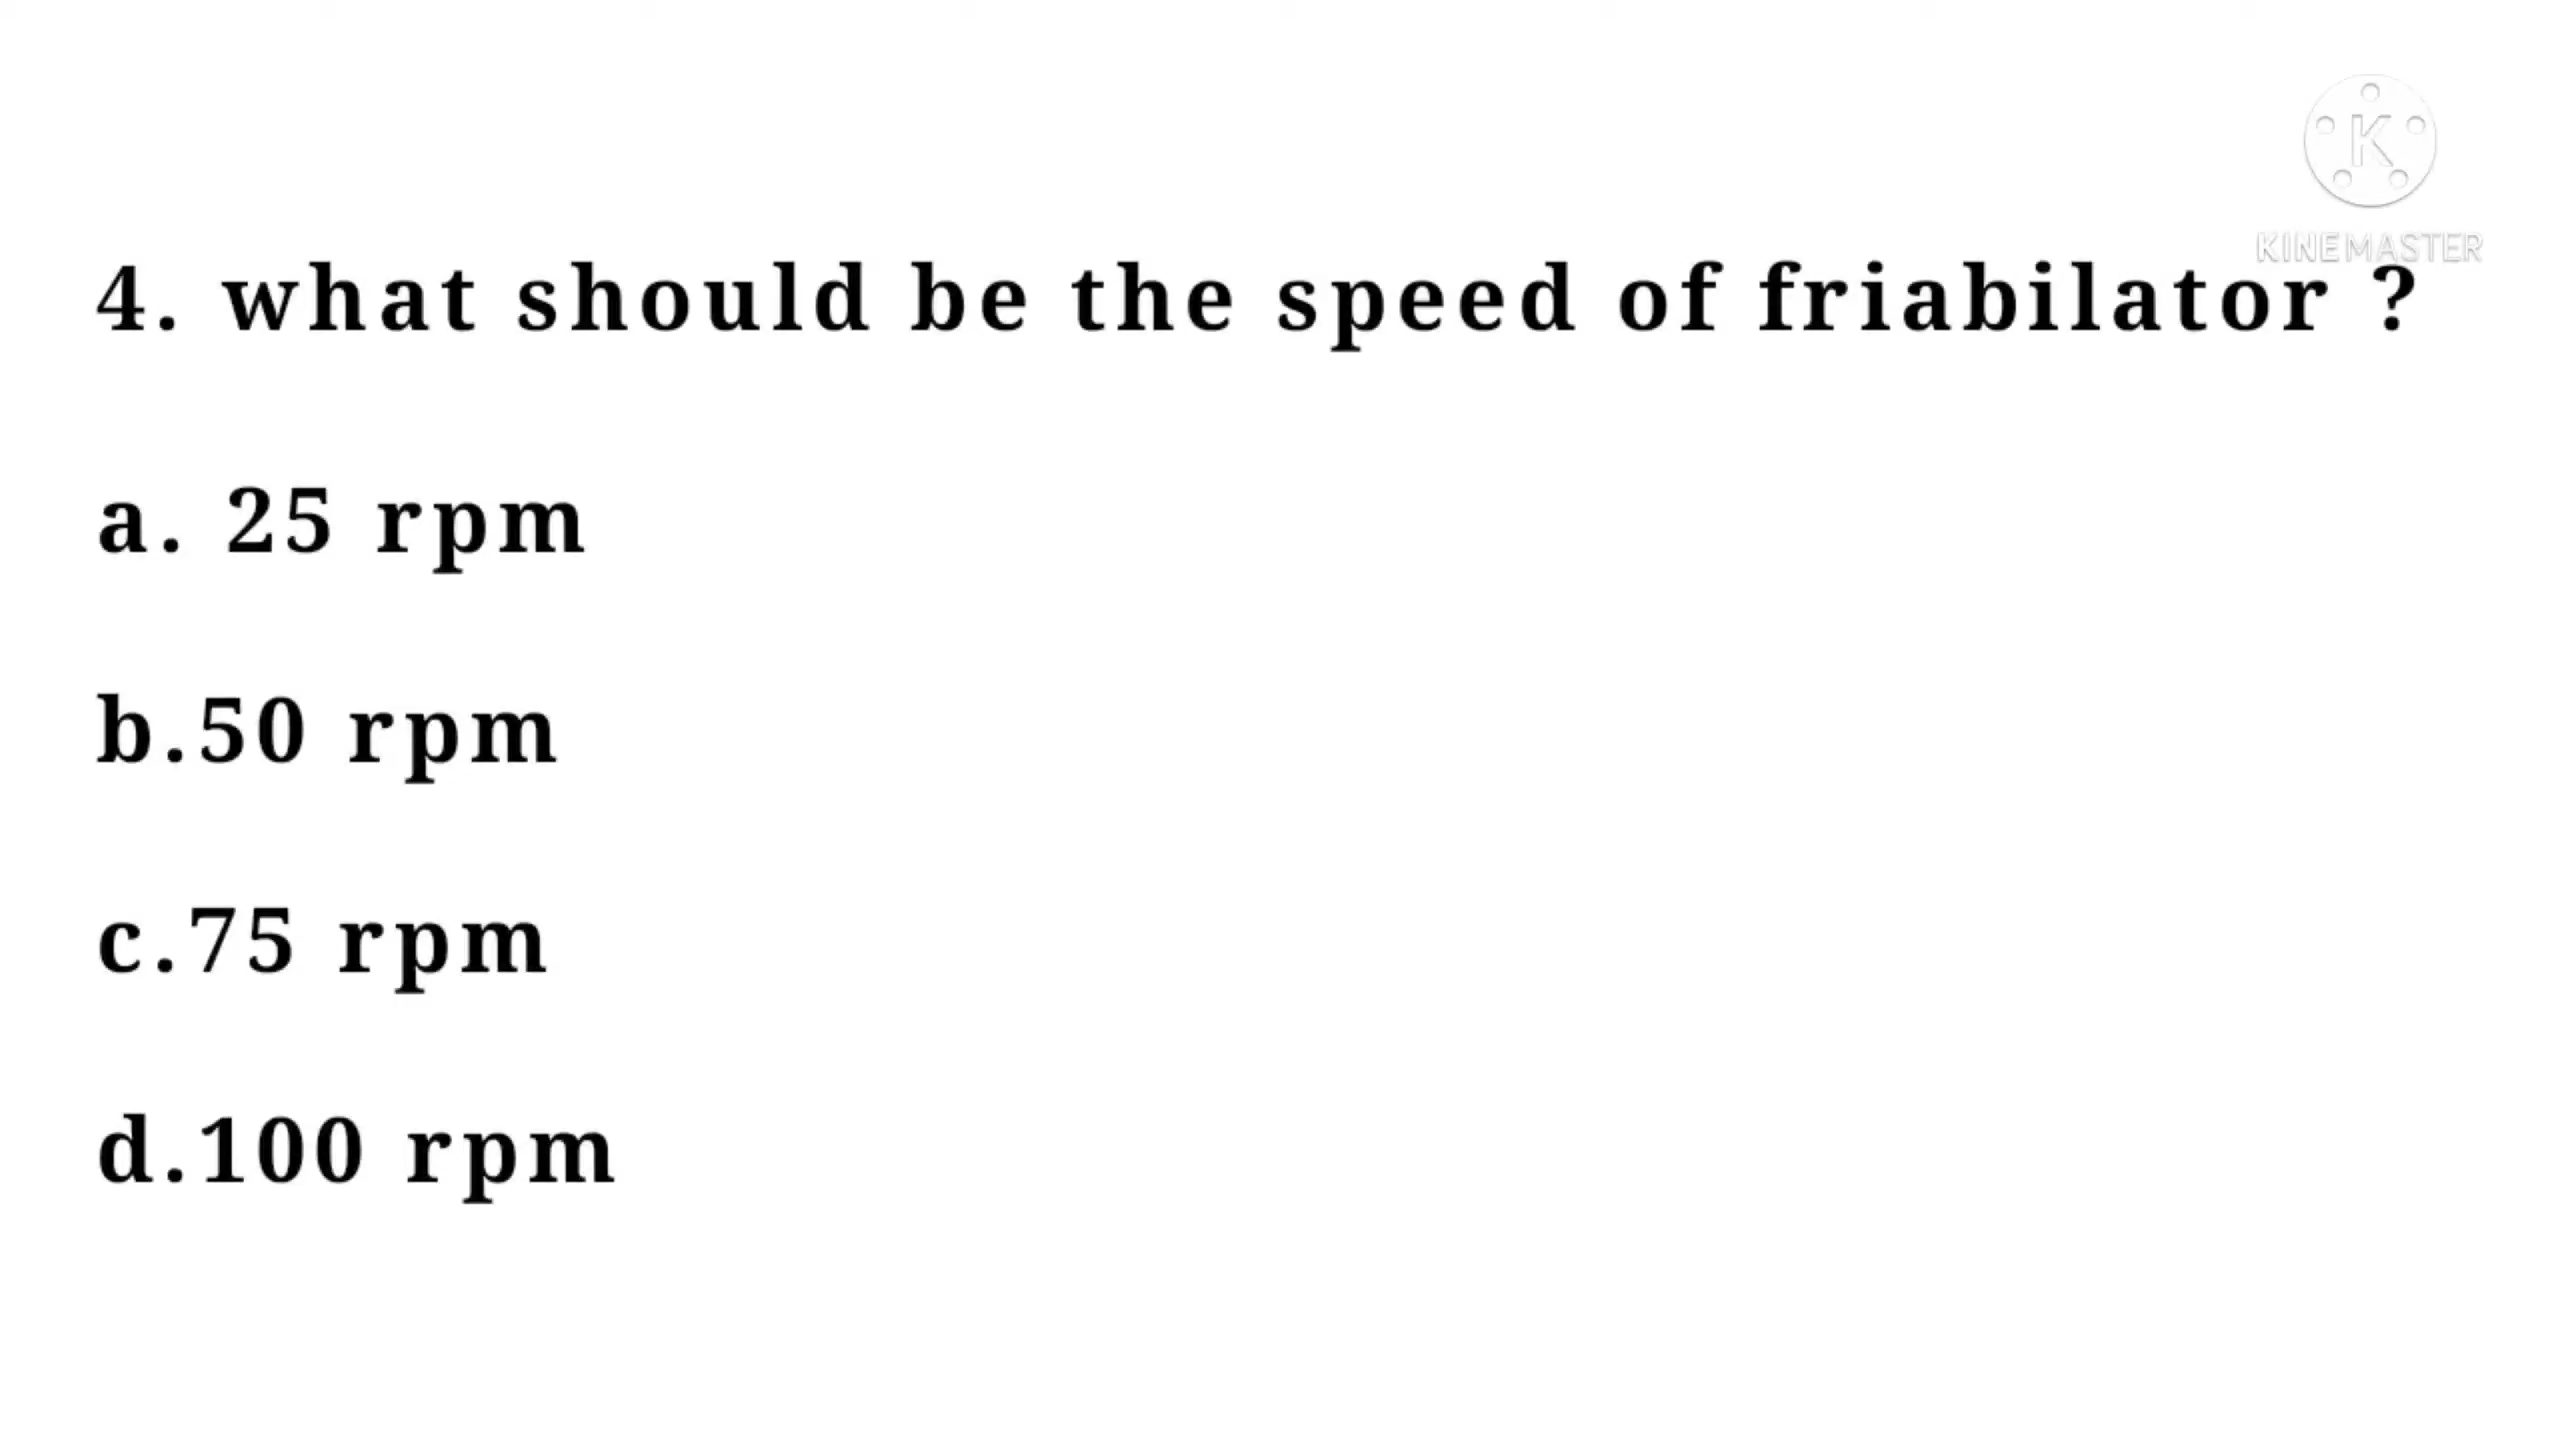 KINEMASTER
4. what should be the speed of friabilator ?
a. 25 rpm
b.50 rpm
c.75 rpm
d.100 rpm